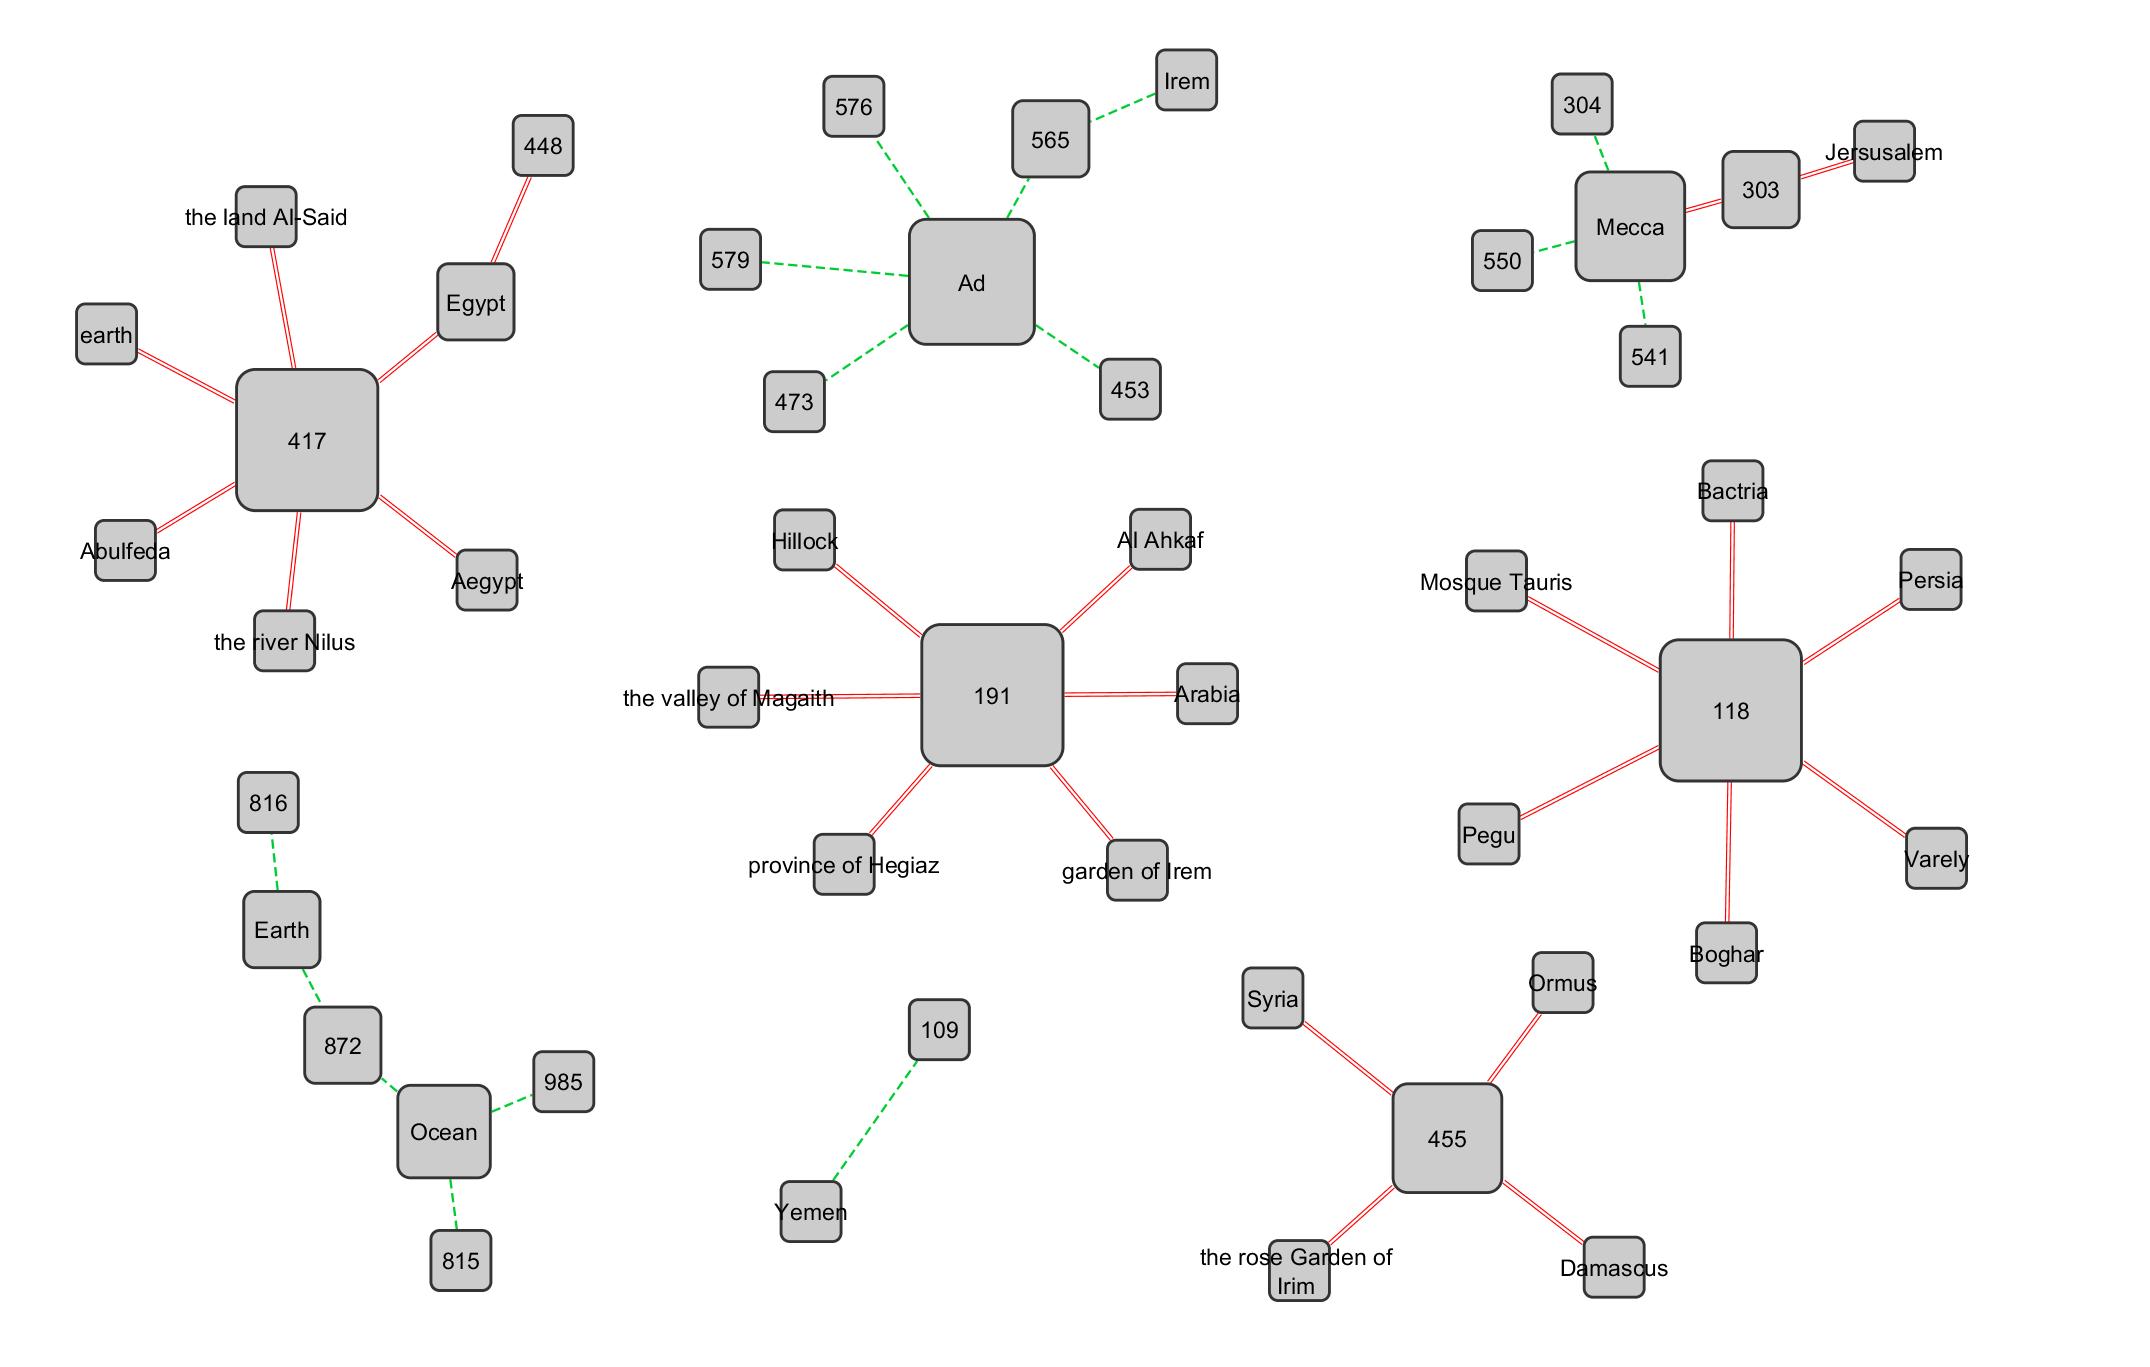 448
the land Al-Said
Egypt
earth
417
Abulfeda
Aegypt
the river Nilus
Irem
576
565
579
Ad
473
453
304
Jersusalem
303
Mecca
550
541
Hillock
Al Ahkaf
the valley of Magaith
191
Arabia
province of Hegiaz
garden of Irem
Bactria
Mosque Tauris
Persia
118
Pegu
Varely
Boghar
816
Earth
872
985
Ocean
815
109
Yemen
Syria
Ormus
455
the rose Garden of
Irim
Damascus